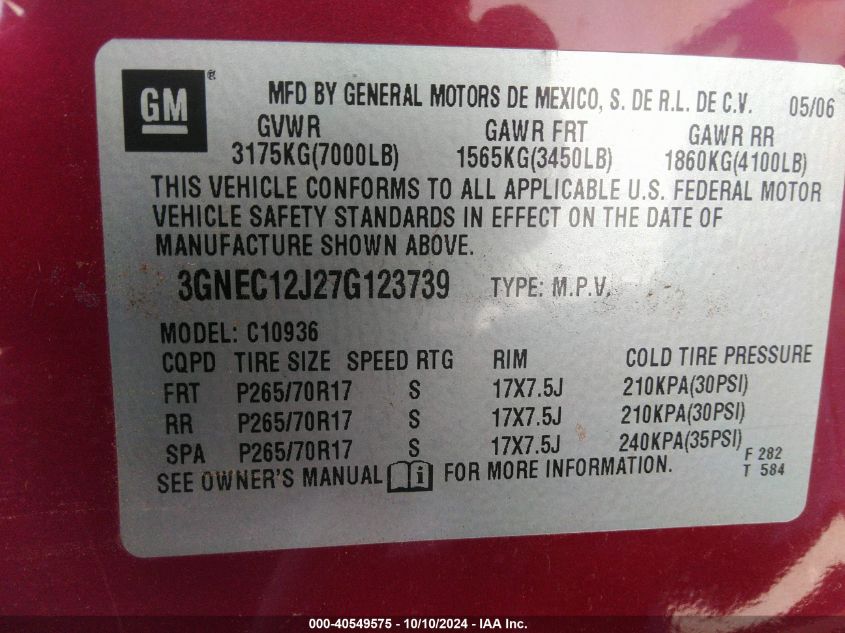 GM ®
MFD BY GENERAL MOTORS DE MEXICO, S. DE R.L. DE C.V. 05/06
GVWR GAWR FRT GAWR RR
3175KG(7000LB) 1565KG(3450LB) 1860KG(4100LB)
THIS VEHICLE CONFORMS TO ALL APPLICABLE U.S. FEDERAL MOTOR
VEHICLE SAFETY STANDARDS IN EFFECT ON THE DATE OF
MANUFACTURE SHOWN ABOVE.
3GNEC12J27G123739 TYPE: M.P.V.
MODEL: C10936
CQPD TIRE SIZE SPEED RTG RIM COLD TIRE PRESSURE
FRT P265/70R17 S 17X7.5J 210KPA(30PSI)
RR P265/70R17 S 17X7.5J 210KPA(30PSI)
SPA P265/70R17 S 17X7.5J 240KPA(35PSI) F 282
SEE OWNER'S MANUAL i FOR MORE INFORMATION. T 584
000-40549575 - 10/10/2024 - IAA Inc.